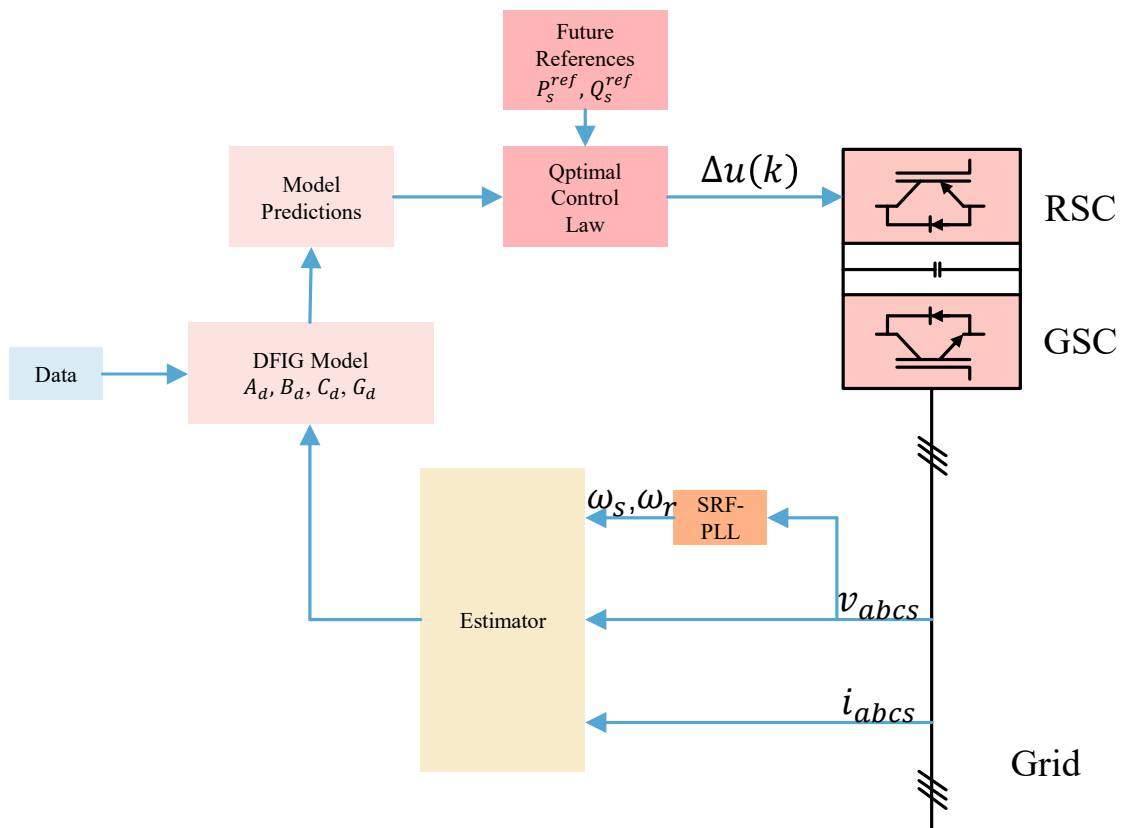 Future
References
P_s^{ref}, Q_s^{ref}
Model
Predictions
Qptimal
Control
Law
Δu(k)
RSC
GSC
Data
DFIG Model
A_d, B_d, C_d, G_d
ω_s,ω_r
SRF-
PLL
Estimator
v_{abcs}
i_{abcs}
Grid